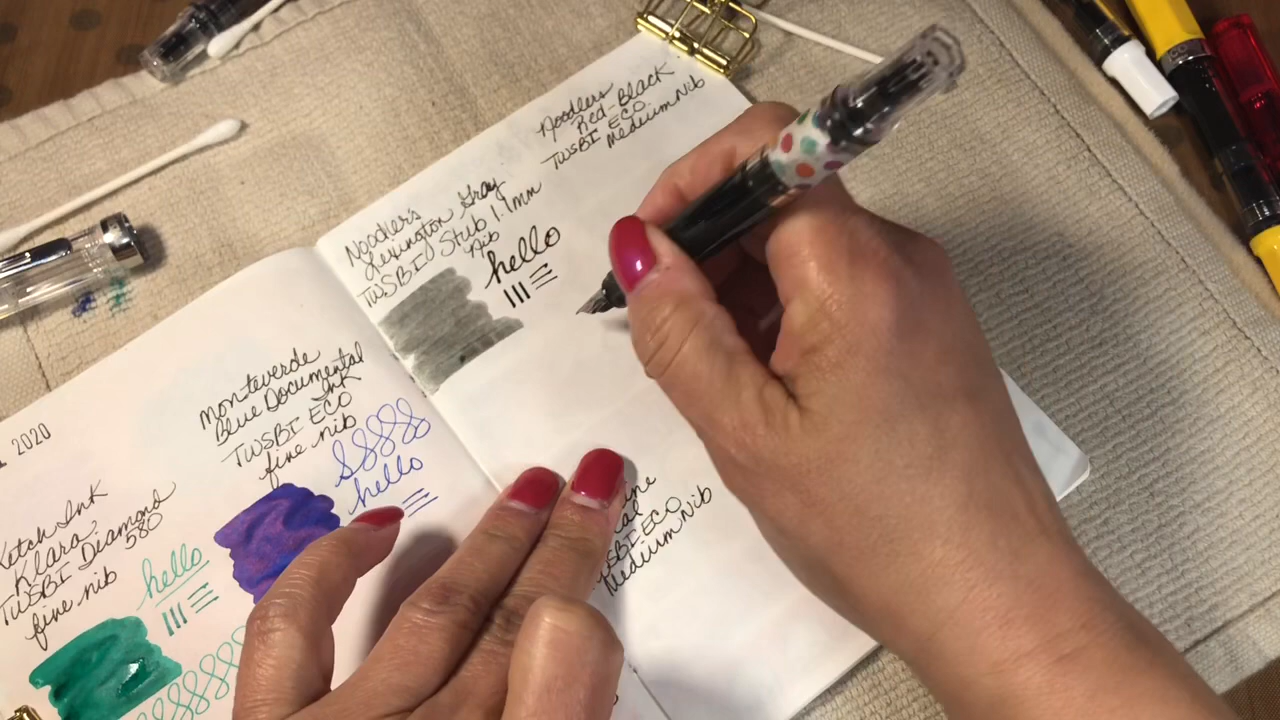 2020
Ketch Ink
Klara
TWSBI Diamond
580
fine nib
hello
Monteverde
Blue Documental
Ink
TWSBI ECO
fine nib
hello
Noodler's
Lexington Gray
TWSBI Stub 1.1mm
Nib
hello
Noodlers
Red-Black
TWSBI ECO
Medium Nib
TWSBI ECO
Medium Nib
ECO